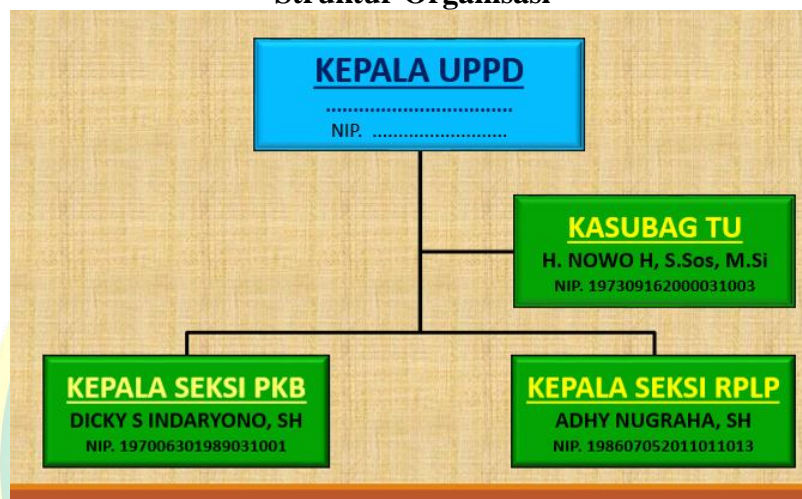 Struktur Organisasi
KEPALA UPPD
.................................
NIP. ..........................
KASUBAG TU
H. NOWO H, S.Sos, M.Si
NIP. 197309162000031003
KEPALA SEKSI PKB
DICKY S INDARYONO, SH
NIP. 197006301989031001
KEPALA SEKSI RPLP
ADHY NUGRAHA, SH
NIP. 198607052011011013